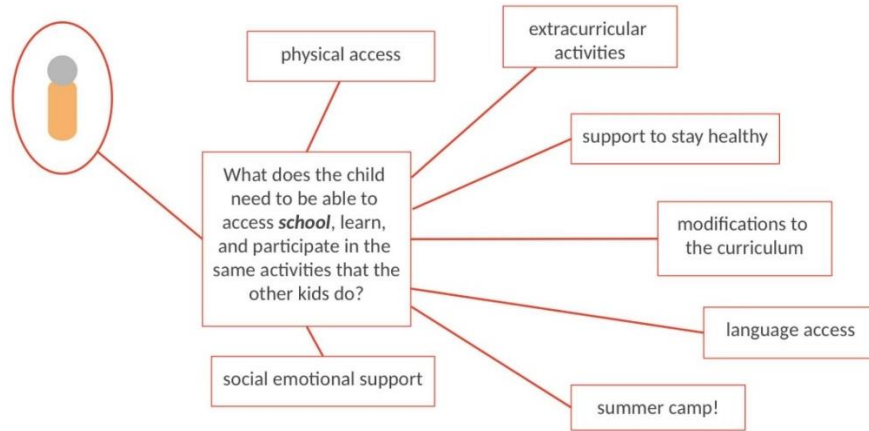 physical access
extracurricular
activities
support to stay healthy
What does the child
need to be able to
access school, learn,
and participate in the
same activities that the
other kids do?
modifications to
the curriculum
language access
social emotional support
summer camp!